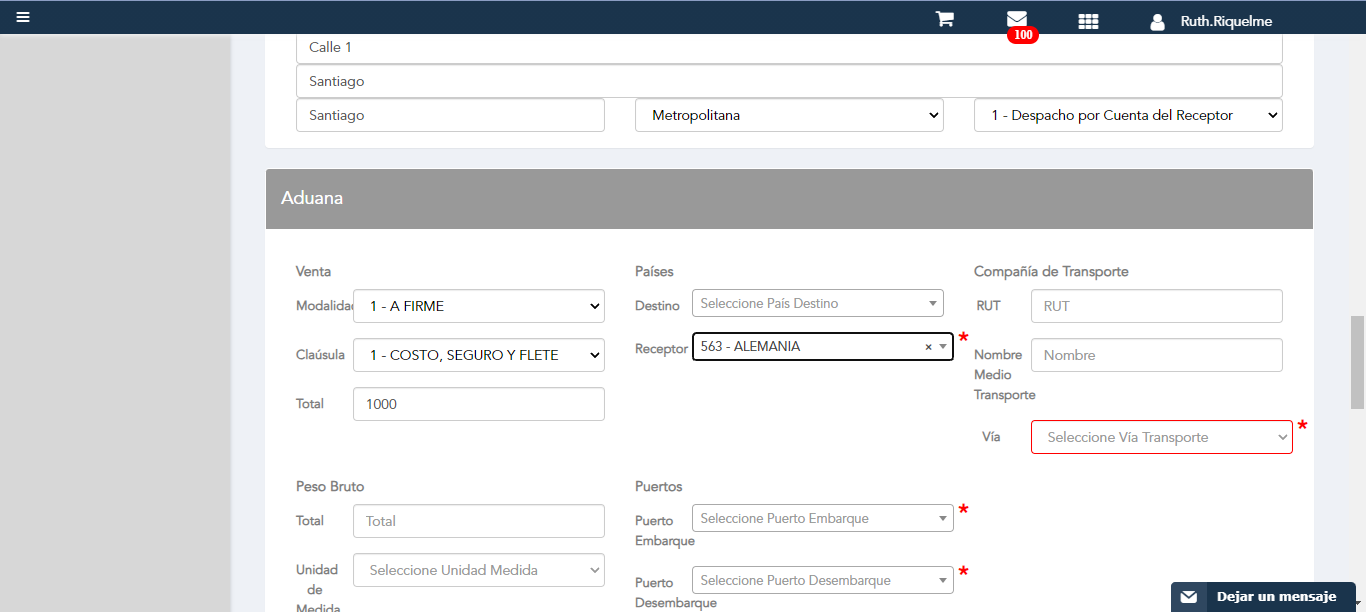 Ruth.Riquelme
100
Calle 1
Santiago
Santiago Metropolitana 1 - Despacho por Cuenta del Receptor
Aduana
Venta Países Compañía de Transporte
Modalidad 1 - A FIRME Destino Seleccione País Destino RUT RUT
Claúsula 1 - COSTO, SEGURO Y FLETE Receptor 563 - ALEMANIA × * Nombre Medio Transporte Nombre
Total 1000
Vía Seleccione Vía Transporte *
Peso Bruto Puertos
Total Total Puerto Embarque Seleccione Puerto Embarque *
Unidad de Medida Seleccione Unidad Medida Puerto Desembarque Seleccione Puerto Desembarque *
Dejar un mensaje